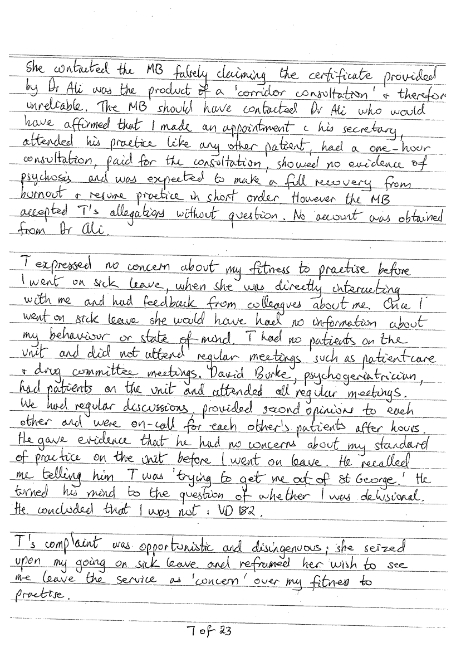 She contacted the MB falsely claiming the certificate provided
by Dr Ali was the product of a 'corridor consultation' & therefor
unreliable. The MB should have contacted Dr Ali who would
have affirmed that I made an appointment c his secretary,
attended his practice like any other patient, had a one-hour
consultation, paid for the consultation, showed no evidence of
psychosis and was expected to make a full recovery from
burnout & resume practice in short order. However the MB
accepted T's allegations without question. No account was obtained
from Dr Ali.
T expressed no concern about my fitness to practise before
I went on sick leave, when she was directly interacting
with me and had feedback from colleagues about me. Once I
went on sick leave she would have had no information about
my behaviour or state of mind. T had no patients on the
unit and did not attend regular meetings such as patient care
& drug committee meetings. David Burke, psychogeriatrician,
had patients on the unit and attended all regular meetings.
We had regular discussions, provided second opinions to each
other and were on-call for each other's patients after hours.
He gave evidence that he had no concerns about my standard
of practice on the unit before I went on leave. He recalled
me telling him T was 'trying to get me out of St George.' He
turned his mind to the question of whether I was delusional.
He concluded that I was not : VD
T's complaint was opportunistic and disingenuous; she seized
upon my going on sick leave and reframed her wish to see
me leave the service as 'concern' over my fitness to
practise.
7 of 23